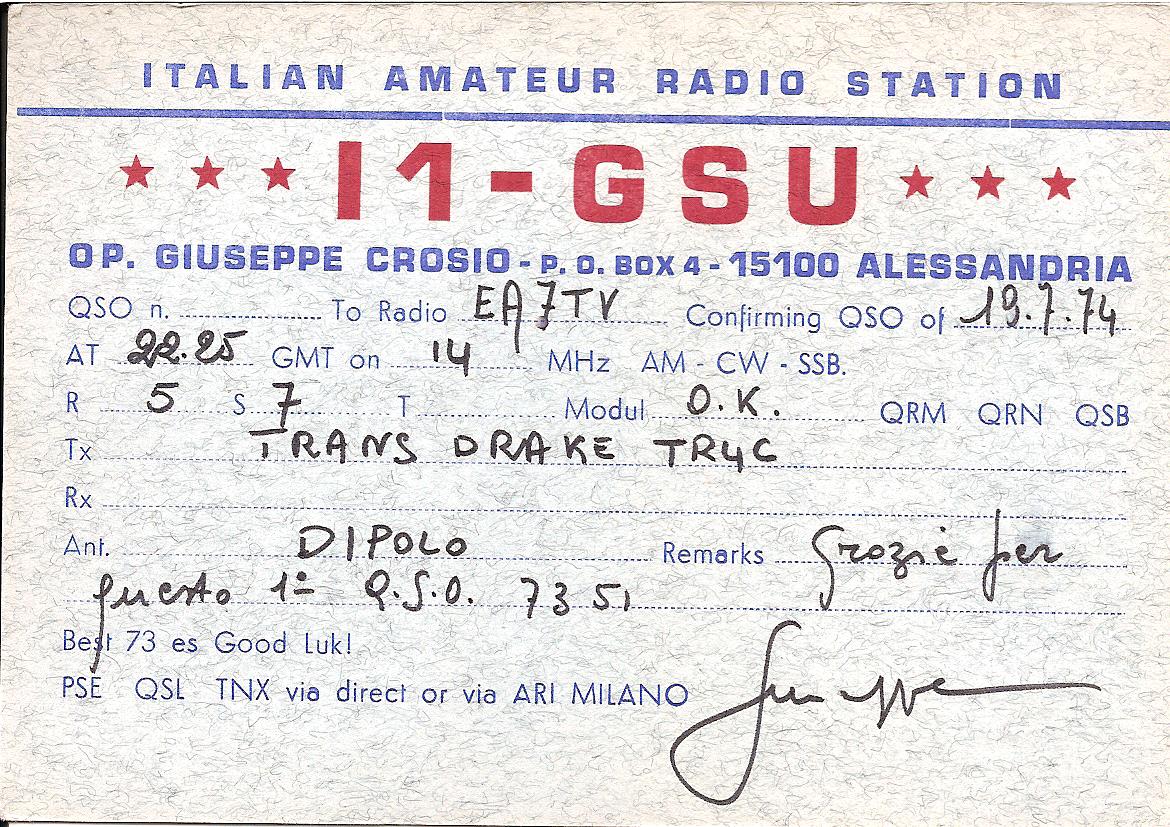 ITALIAN AMATEUR RADIO STATION
★ ★ ★ I1-GSU ★ ★ ★
OP. GIUSEPPE CROSIO - P. O. BOX 4 - 15100 ALESSANDRIA
QSO n. To Radio EA7TV Confirming QSO of 19.7.74
AT 22.25 GMT on 14 MHz AM - CW - SSB.
R 5 S 7 T Modul O.K. QRM QRN QSB
Tx TRANS DRAKE TR4C
Rx
Ant. DIPOLO Remarks Grazie per
questo 1º Q.S.O. 73 51
Best 73 es Good Luk!
PSE QSL TNX via direct or via ARI MILANO
Giuseppe